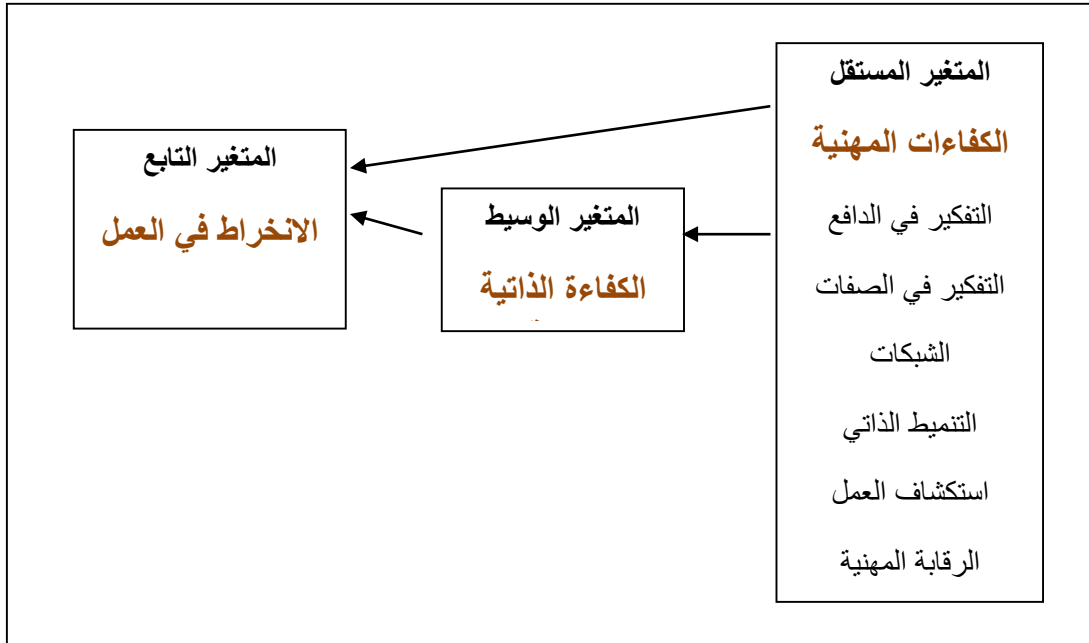 المتغير المستقل
الكفاءات المهنية
التفكير في الدافع
التفكير في الصفات
الشبكات
التنميط الذاتي
استكشاف العمل
الرقابة المهنية
المتغير الوسيط
الكفاءة الذاتية
المتغير التابع
الانخراط في العمل